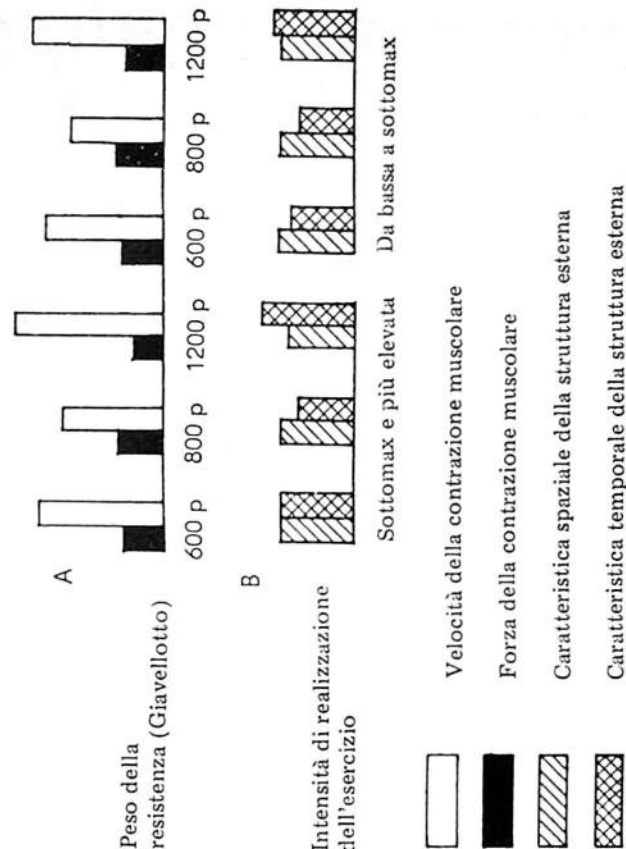 A
Peso della
resistenza (Giavellotto)
600 p 800 p 1200 p 600 p 800 p 1200 p
B
Intensità di realizzazione
dell'esercizio
Sottomax e più elevata Da bassa a sottomax
Velocità della contrazione muscolare
Forza della contrazione muscolare
Caratteristica spaziale della struttura esterna
Caratteristica temporale della struttura esterna